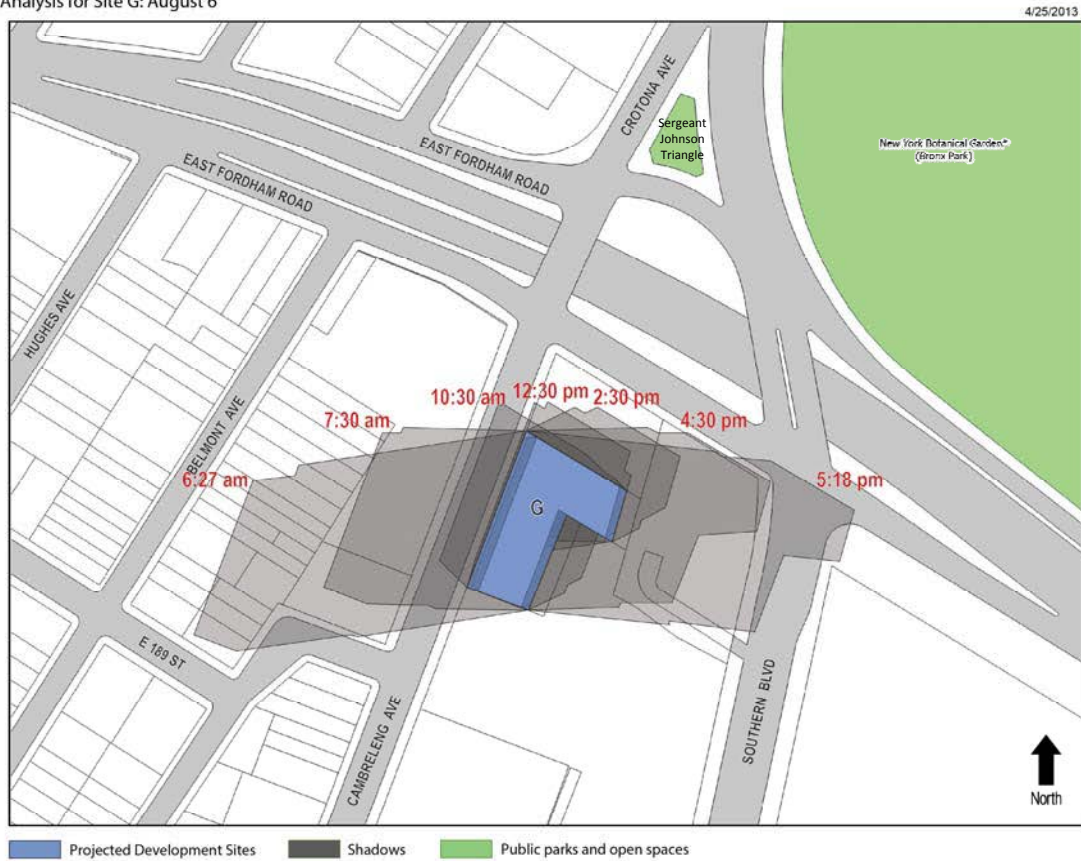 Analysis for Site G: August 6
4/25/2013
CROTONA AVE
Sergeant
Johnson
Triangle
New York Botanical Garden*
(Bronx Park)
EAST FORDHAM ROAD
EAST FORDHAM ROAD
HUGHES AVE
BELMONT AVE
10:30 am
12:30 pm
2:30 pm
7:30 am
4:30 pm
6:27 am
5:18 pm
G
E 189 ST
CAMBRELENG AVE
SOUTHERN BLVD
North
Projected Development Sites
Shadows
Public parks and open spaces